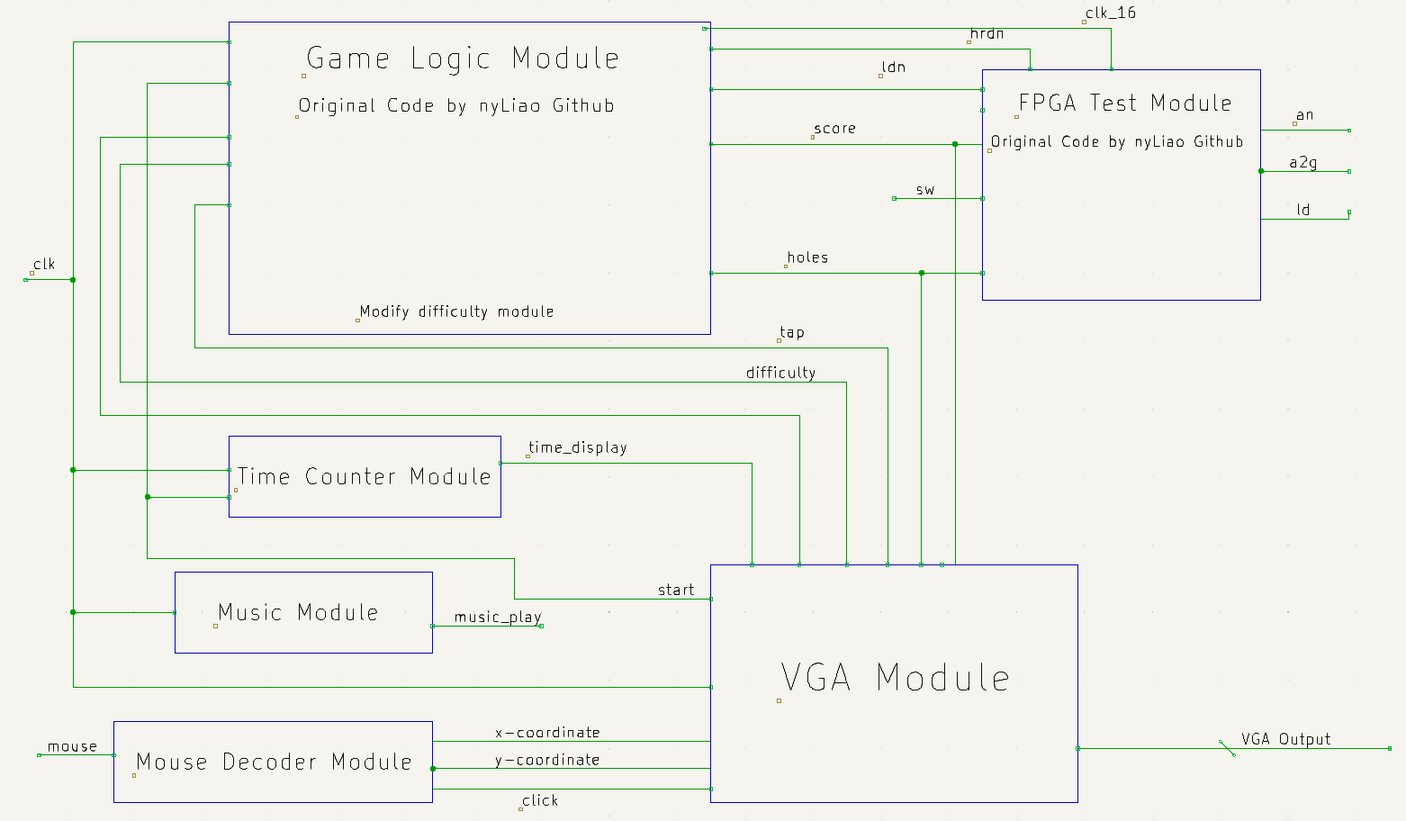 clk_16
hrdn
Game Logic Module
ldn
Original Code by nyLiao Github
FPGA Test Module
an
score
Original Code by nyLiao Github
a2g
sw
ld
clk
holes
Modify difficulty module
tap
difficulty
time_display
Time Counter Module
start
Music Module
music_play
VGA Module
x-coordinate
mouse
VGA Output
y-coordinate
Mouse Decoder Module
click